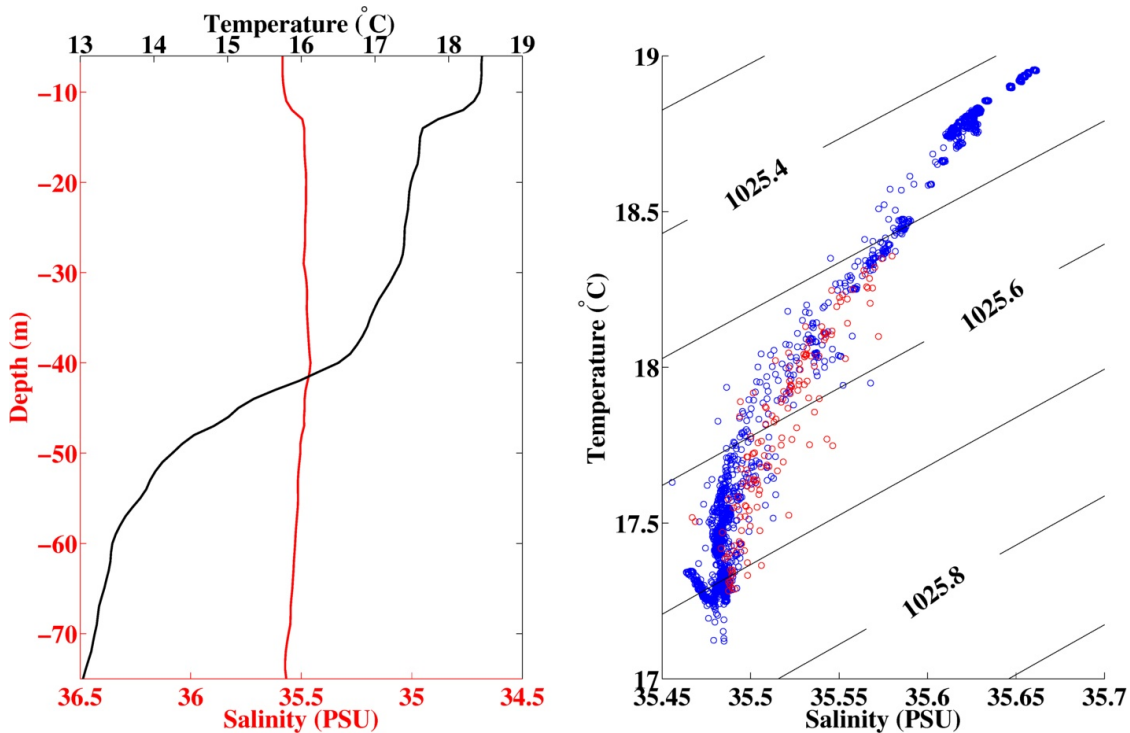 Temperature (°C)
13 14 15 16 17 18 19
−10
−20
−30
−40
−50
−60
−70
Depth (m)
36.5 36 35.5 35 34.5
Salinity (PSU)
19
18.5
18
17.5
17
Temperature (°C)
1025.4
1025.6
1025.8
35.45 35.5 35.55 35.6 35.65 35.7
Salinity (PSU)